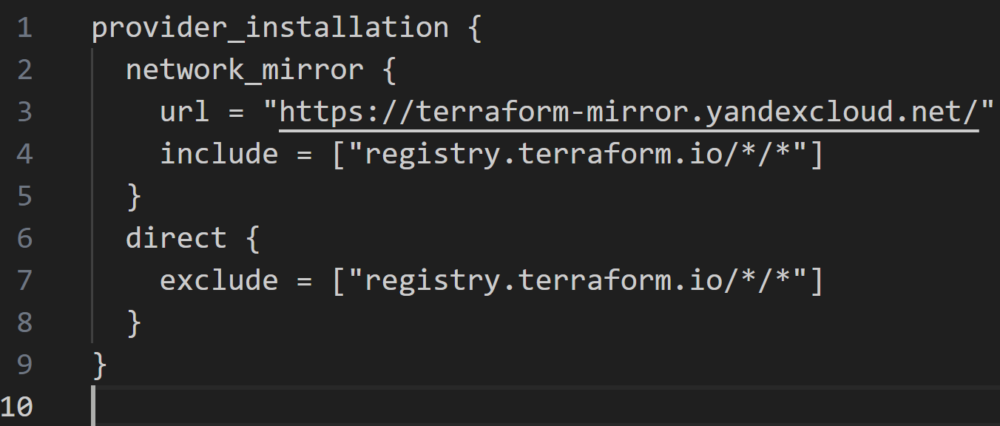 1 provider_installation {
2 network_mirror {
3 url = "https://terraform-mirror.yandexcloud.net/"
4 include = ["registry.terraform.io/*/*"]
5 }
6 direct {
7 exclude = ["registry.terraform.io/*/*"]
8 }
9 }
10